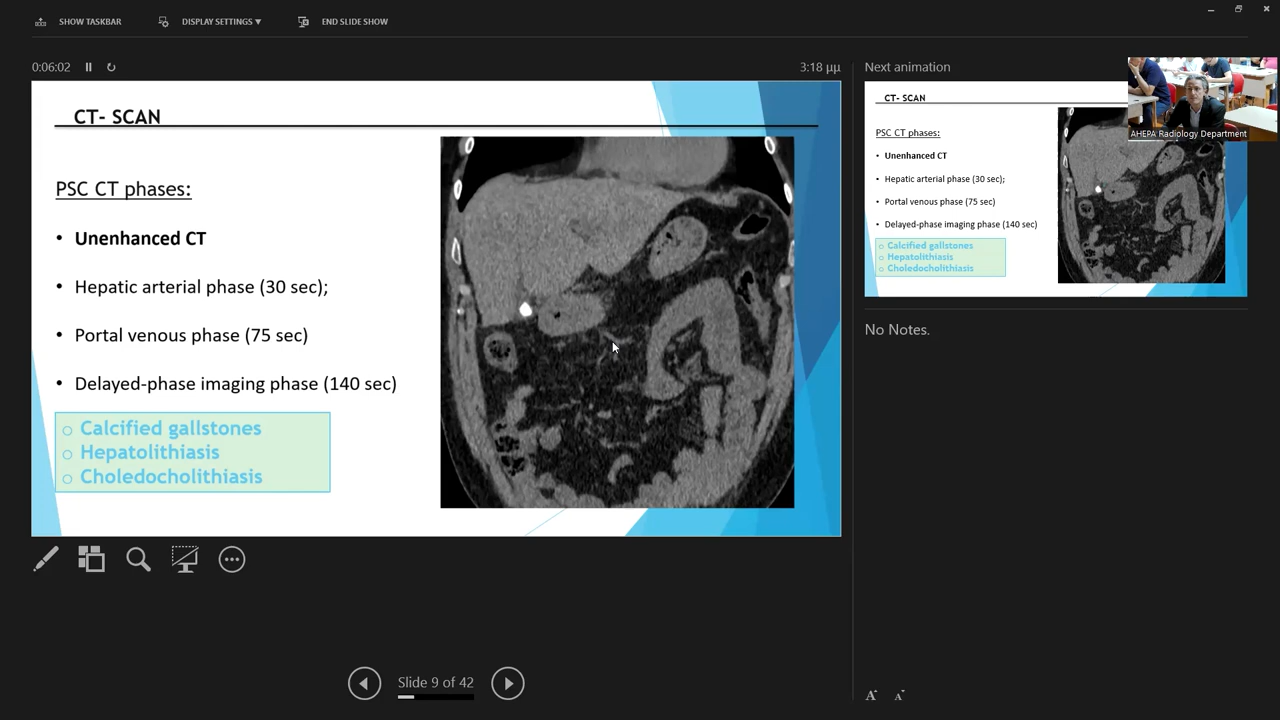 SHOW TASKBAR
DISPLAY SETTINGS ▼
END SLIDE SHOW
0:06:02
3:18 μμ
CT- SCAN
PSC CT phases:
• Unenhanced CT
• Hepatic arterial phase (30 sec);
• Portal venous phase (75 sec)
• Delayed-phase imaging phase (140 sec)
o Calcified gallstones
o Hepatolithiasis
o Choledocholithiasis
Slide 9 of 42
Next animation
AHEPA Radiology Department
CT- SCAN
PSC CT phases:
• Unenhanced CT
• Hepatic arterial phase (30 sec);
• Portal venous phase (75 sec)
• Delayed-phase imaging phase (140 sec)
o Calcified gallstones
o Hepatolithiasis
o Choledocholithiasis
No Notes.
A A